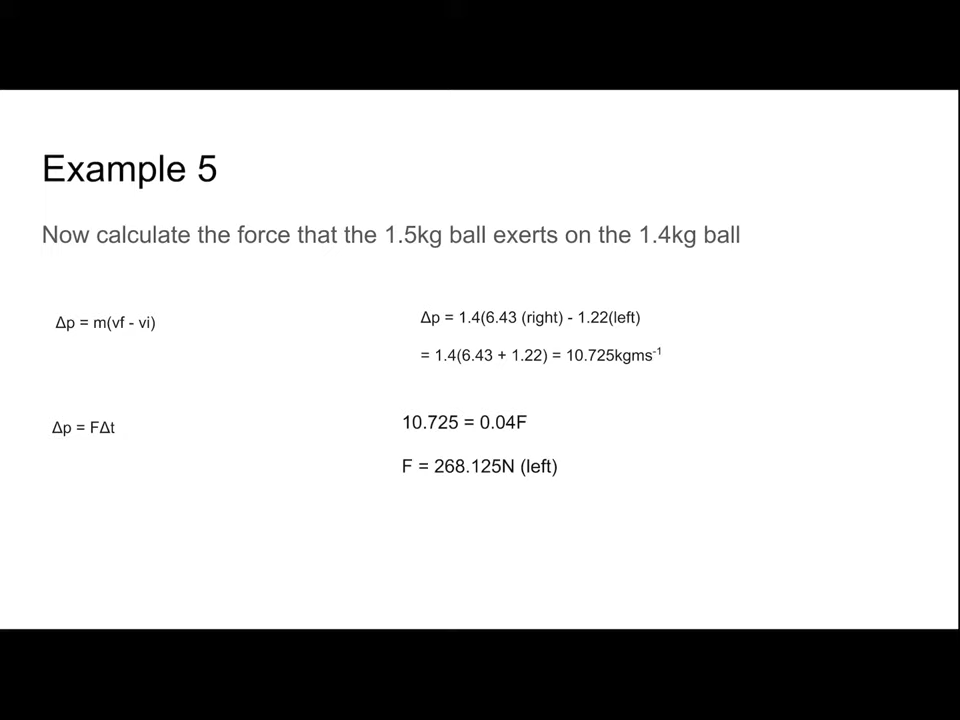 Example 5
Now calculate the force that the 1.5kg ball exerts on the 1.4kg ball
Δp = m(vf - vi)
Δp = 1.4(6.43 (right) - 1.22(left)
= 1.4(6.43 + 1.22) = 10.725kgms⁻¹
Δp = FΔt
10.725 = 0.04F
F = 268.125N (left)